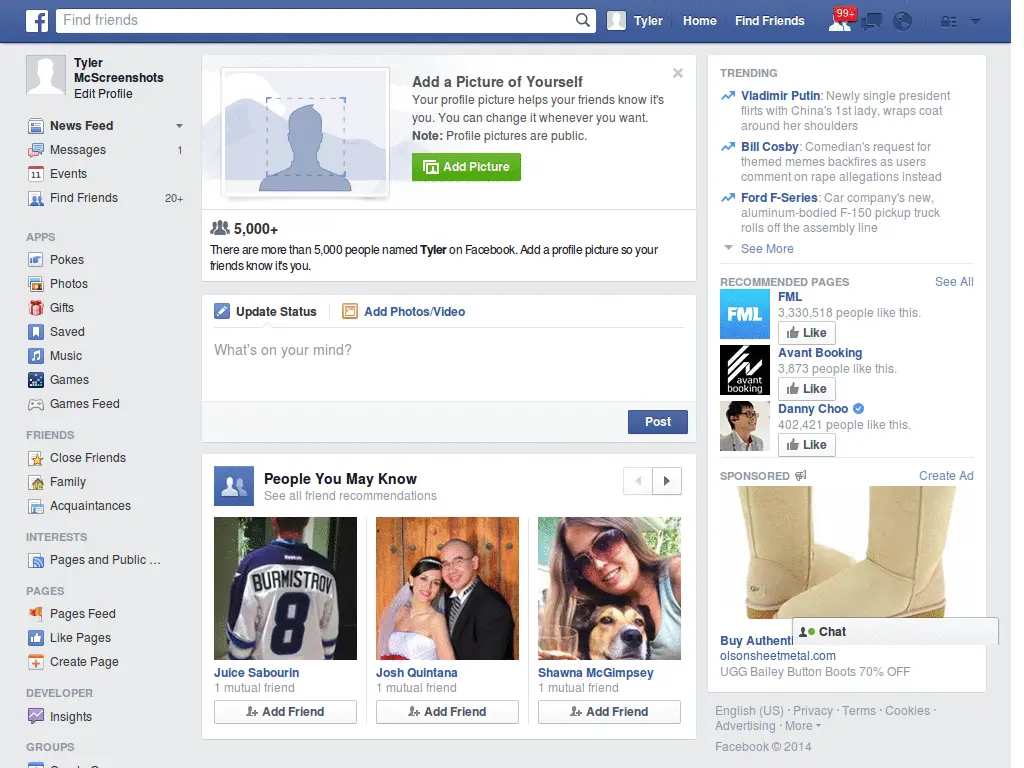 Find friends
Tyler
Home
Find Friends
99+
Tyler
McScreenshots
Edit Profile
News Feed
Messages 1
11 Events
Find Friends 20+
APPS
Pokes
Photos
Gifts
Saved
Music
Games
Games Feed
FRIENDS
Close Friends
Family
Acquaintances
INTERESTS
Pages and Public ...
PAGES
Pages Feed
Like Pages
Create Page
DEVELOPER
Insights
GROUPS
Add a Picture of Yourself
Your profile picture helps your friends know it's
you. You can change it whenever you want.
Note: Profile pictures are public.
Add Picture
5,000+
There are more than 5,000 people named Tyler on Facebook. Add a profile picture so your
friends know it's you.
Update Status
Add Photos/Video
What's on your mind?
Post
People You May Know
See all friend recommendations
Reebok
BURMISTROV
8
Juice Sabourin
1 mutual friend
Add Friend
Josh Quintana
1 mutual friend
Add Friend
Shawna McGimpsey
1 mutual friend
Add Friend
TRENDING
Vladimir Putin: Newly single president
flirts with China's 1st lady, wraps coat
around her shoulders
Bill Cosby: Comedian's request for
themed memes backfires as users
comment on rape allegations instead
Ford F-Series: Car company's new,
aluminum-bodied F-150 pickup truck
rolls off the assembly line
See More
RECOMMENDED PAGES See All
FML
FML
3,330,518 people like this.
Like
avant
booking
Avant Booking
3,873 people like this.
Like
Danny Choo
402,421 people like this.
Like
SPONSORED Create Ad
UGG
Buy Authenti
Chat
olsonsheetmetal.com
UGG Bailey Button Boots 70% OFF
English (US) · Privacy · Terms · Cookies ·
Advertising · More
Facebook © 2014